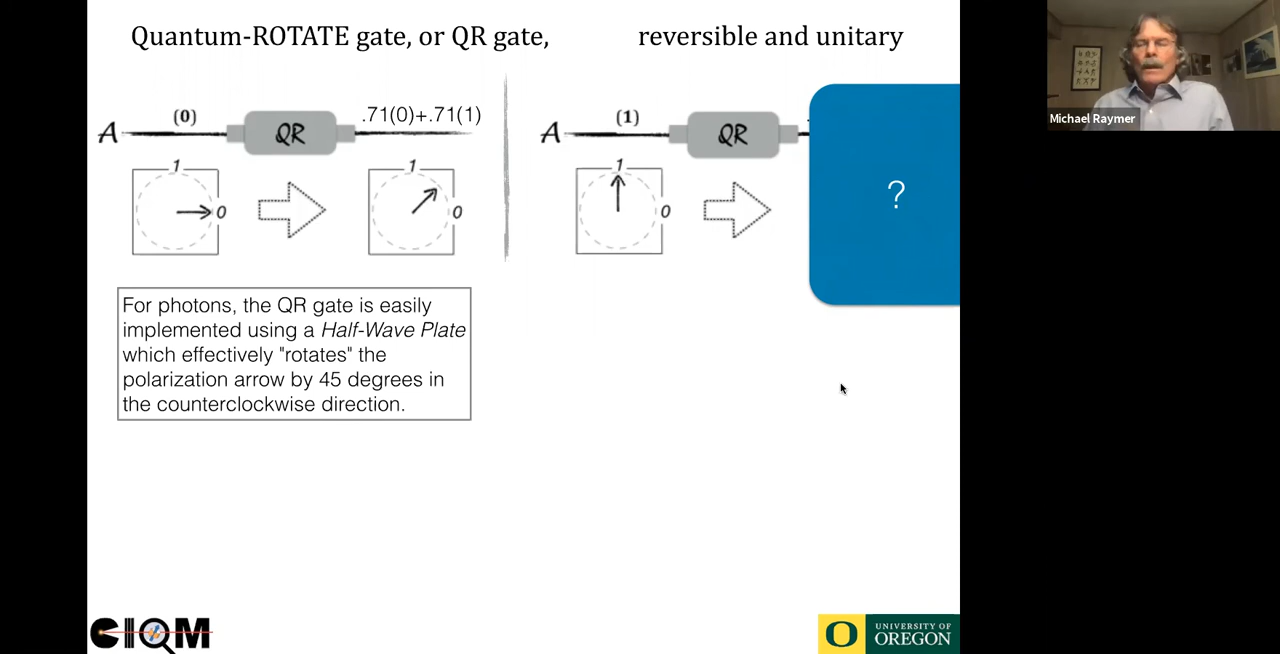 Quantum-ROTATE gate, or QR gate, reversible and unitary
A (0) QR .71(0)+.71(1)
1 0
1 0
A (1) QR
1 0
?
For photons, the QR gate is easily
implemented using a Half-Wave Plate
which effectively "rotates" the
polarization arrow by 45 degrees in
the counterclockwise direction.
Michael Raymer
CIQM
O UNIVERSITY OF
OREGON